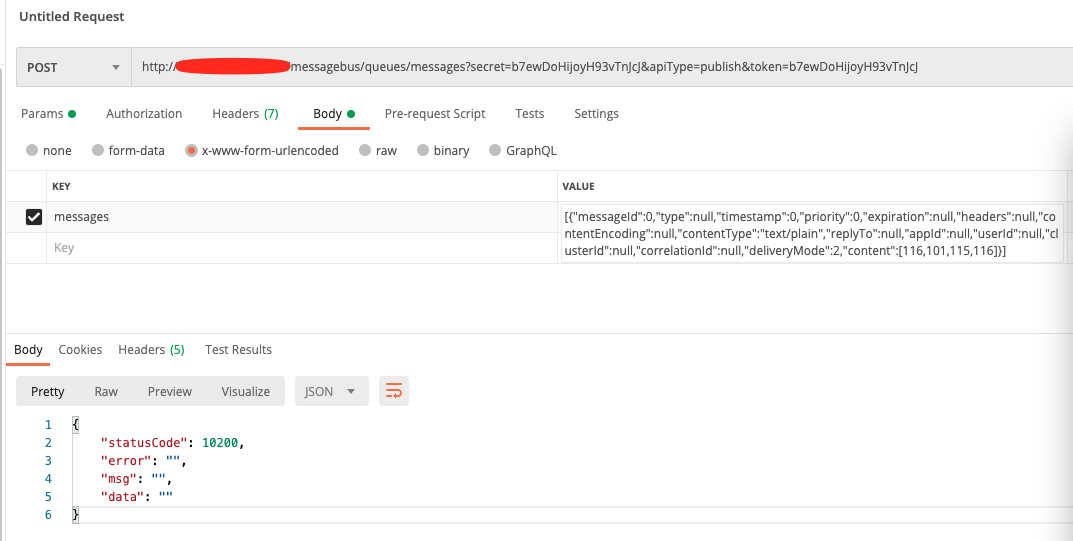 Untitled Request
POST
http:/ /messagebus/queues/messages?secret=b7ewDoHijoyH93vTnJcJ&apiType=publish&token=b7ewDoHijoyH93vTnJcJ
Params Authorization Headers (7) Body Pre-request Script Tests Settings
none form-data x-www-form-urlencoded raw binary GraphQL
KEY VALUE
messages
[{"messageId":0,"type":null,"timestamp":0,"priority":0,"expiration":null,"headers":null,"co
ntentEncoding":null,"contentType":"text/plain","replyTo":null,"appId":null,"userId":null,"cl
usterId":null,"correlationId":null,"deliveryMode":2,"content":[116,101,115,116]}]
Key
Body Cookies Headers (5) Test Results
Pretty Raw Preview Visualize JSON
1 {
2 "statusCode": 10200,
3 "error": "",
4 "msg": "",
5 "data": ""
6 }